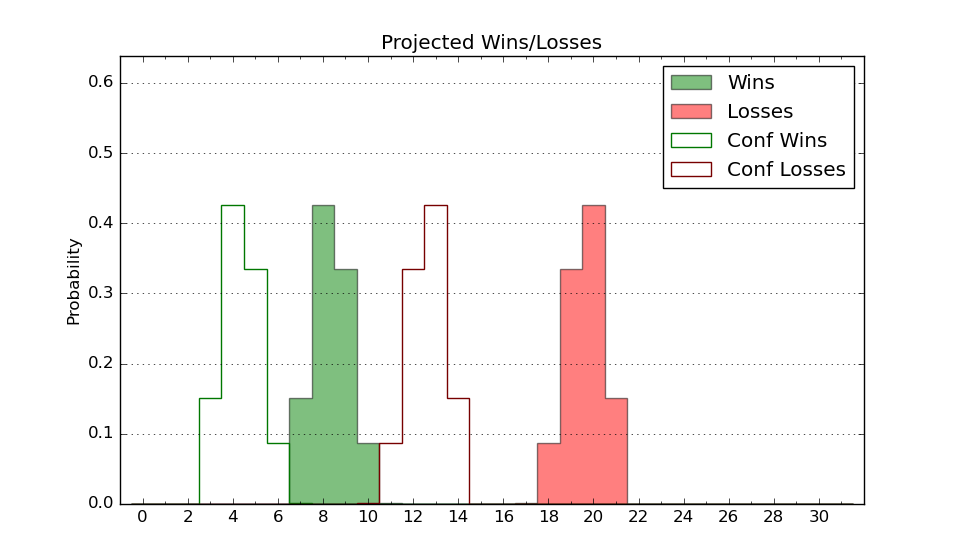 Projected Wins/Losses
Wins
Losses
Conf Wins
Conf Losses
Probability
0.6
0.5
0.4
0.3
0.2
0.1
0.0
0 2 4 6 8 10 12 14 16 18 20 22 24 26 28 30